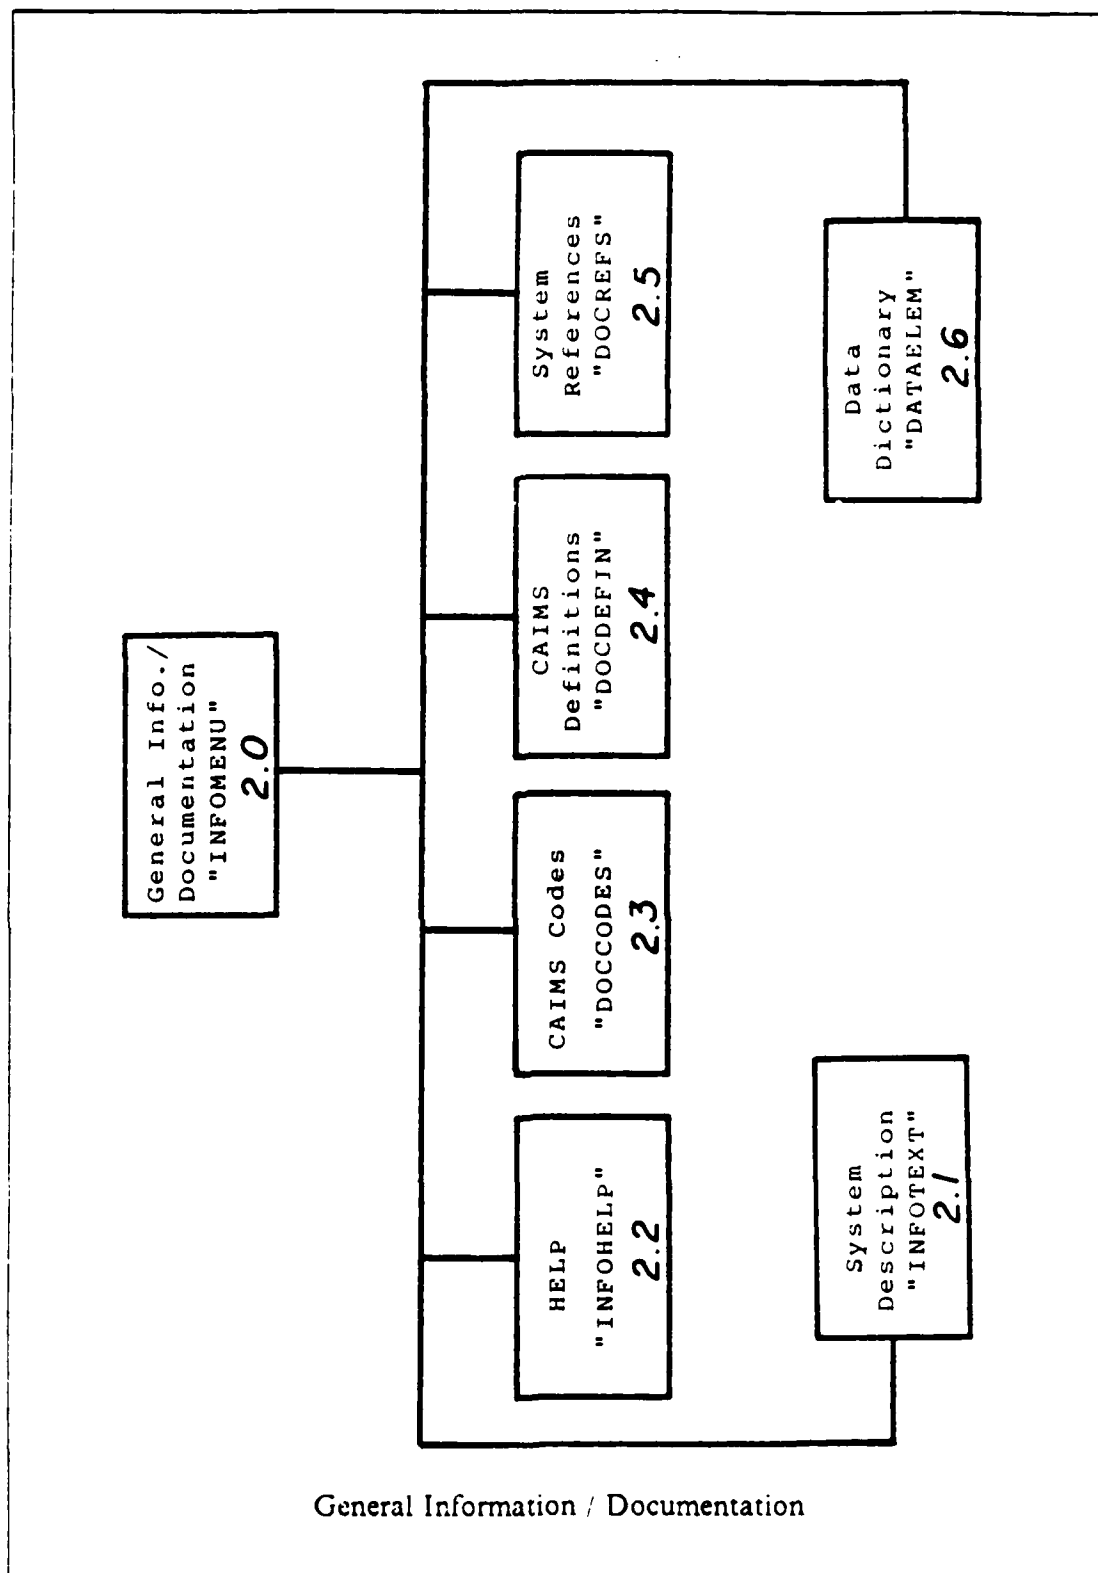 General Info./
Documentation
"INFOMENU"
2.0
HELP
"INFOHELP"
2.2
CAIMS Codes
"DOCCODES"
2.3
CAIMS
Definitions
"DOCDEFIN"
2.4
System
References
"DOCREFS"
2.5
System
Description
"INFOTEXT"
2.1
Data
Dictionary
"DATAELEM"
2.6
General Information / Documentation